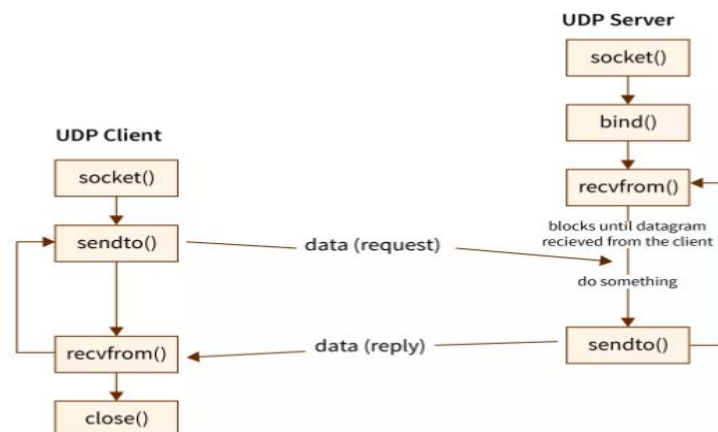 UDP Server
socket()
bind()
UDP Client
socket()
recvfrom()
blocks until datagram
recieved from the client
sendto()
data (request)
do something
recvfrom()
data (reply)
sendto()
close()